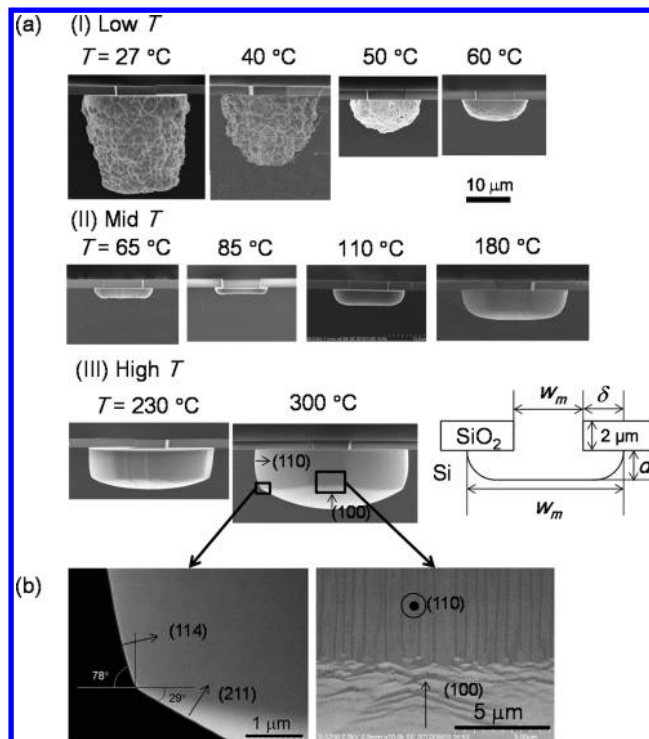 (a) (I) Low T
T = 27 °C 40 °C 50 °C 60 °C
10 μm
(II) Mid T
T = 65 °C 85 °C 110 °C 180 °C
(III) High T
T = 230 °C 300 °C
(110)
(100)
w_m δ
SiO₂ 2 μm
Si d
w_m
(b)
(114)
78°
29° (211)
1 μm
(110)
(100)
5 μm